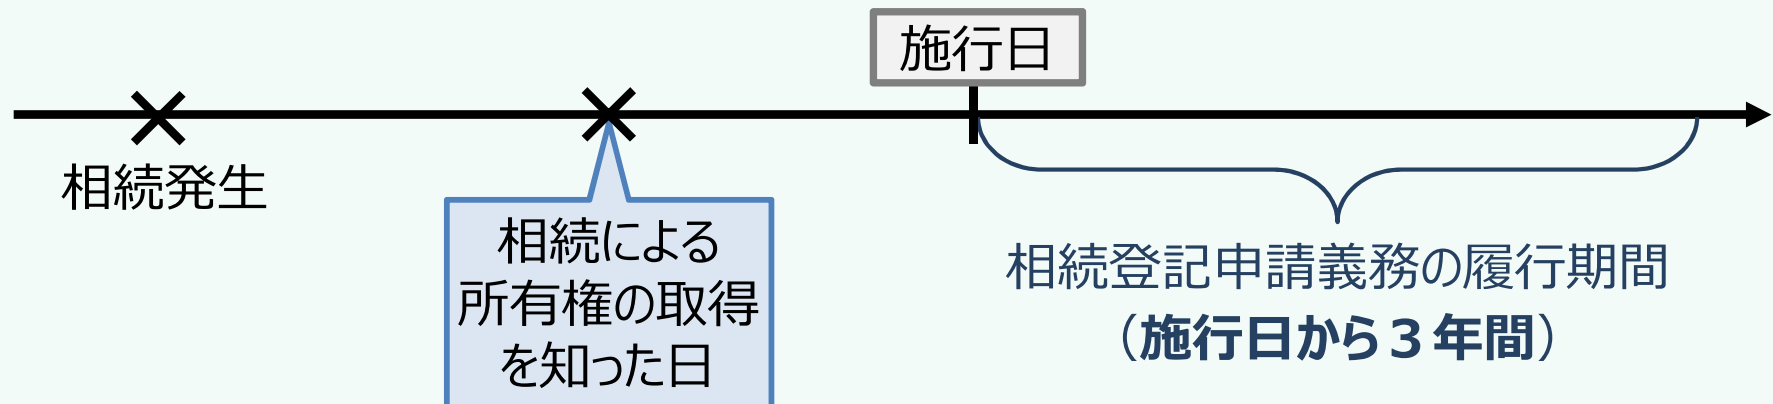 施行日
相続発生
相続による
所有権の取得
を知った日
相続登記申請義務の履行期間
（施行日から３年間）